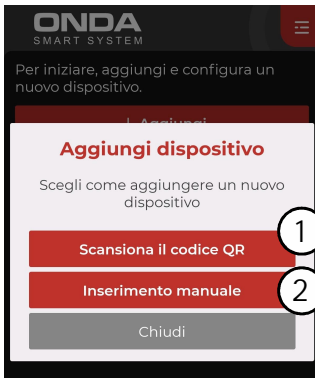 ONDA
SMART SYSTEM
Per iniziare, aggiungi e configura un
nuovo dispositivo.
Aggiungi
Aggiungi dispositivo
Scegli come aggiungere un nuovo
dispositivo
Scansiona il codice QR
1
Inserimento manuale
2
Chiudi